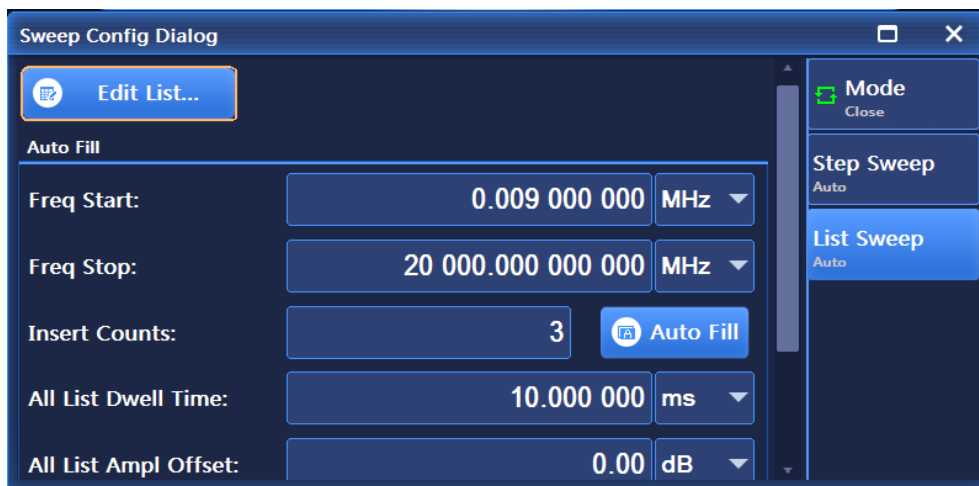 Sweep Config Dialog
Edit List...
Auto Fill
Freq Start: 0.009 000 000 MHz
Freq Stop: 20 000.000 000 000 MHz
Insert Counts: 3 Auto Fill
All List Dwell Time: 10.000 000 ms
All List Ampl Offset: 0.00 dB
Mode
Close
Step Sweep
Auto
List Sweep
Auto